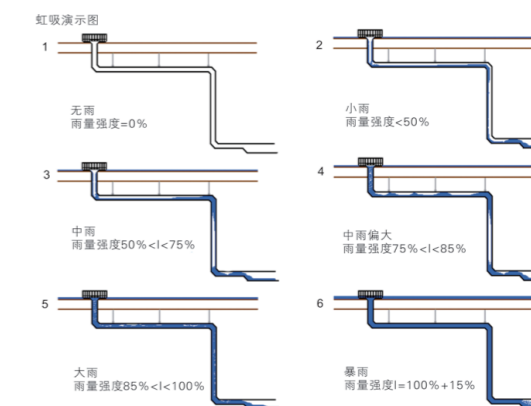 虹吸演示图
1
无雨
雨量强度=0%
2
小雨
雨量强度<50%
3
中雨
雨量强度50%<I<75%
4
中雨偏大
雨量强度75%<I<85%
5
大雨
雨量强度85%<I<100%
6
暴雨
雨量强度I=100%+15%